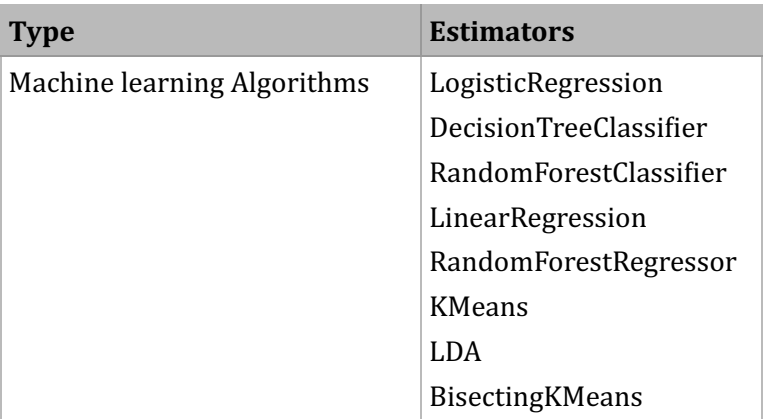 Type Estimators
Machine learning Algorithms LogisticRegression
DecisionTreeClassifier
RandomForestClassifier
LinearRegression
RandomForestRegressor
KMeans
LDA
BisectingKMeans